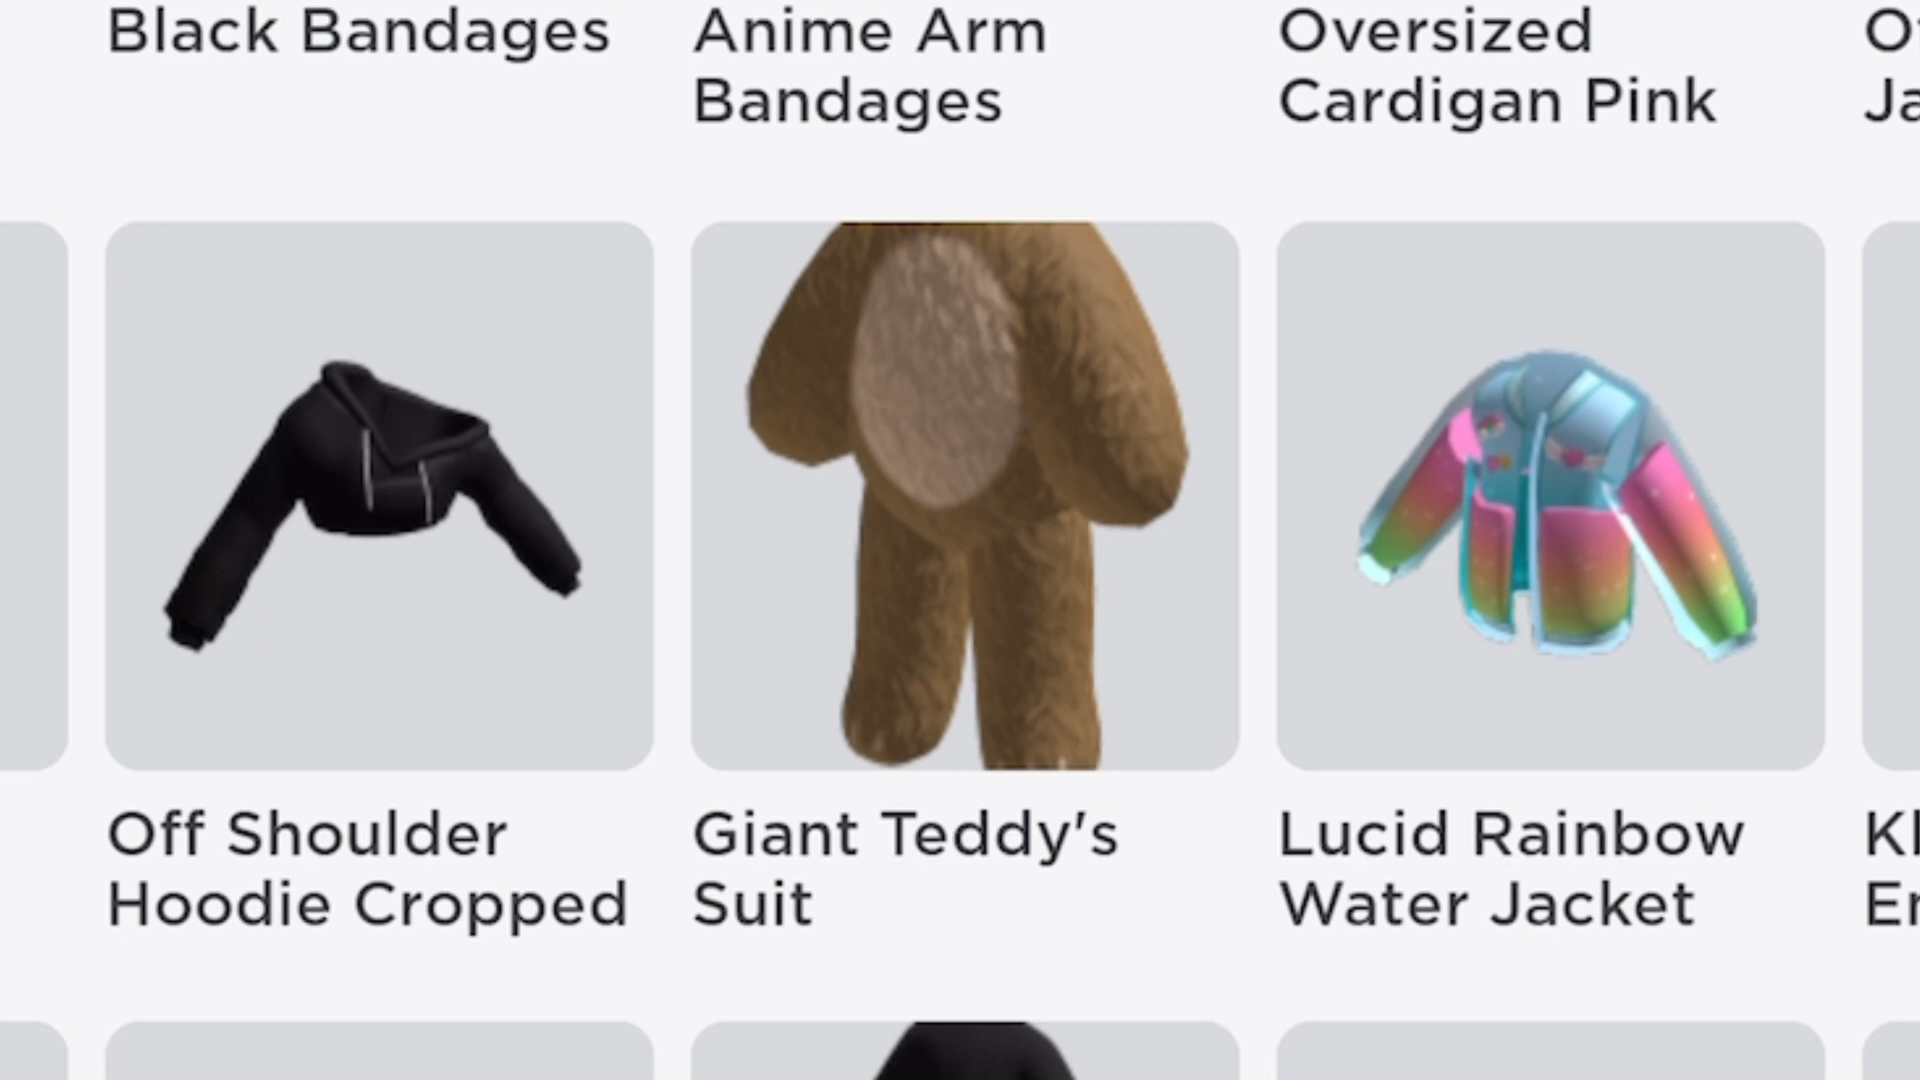 Black Bandages
Anime Arm
Bandages
Oversized
Cardigan Pink
Off Shoulder
Hoodie Cropped
Giant Teddy's
Suit
Lucid Rainbow
Water Jacket